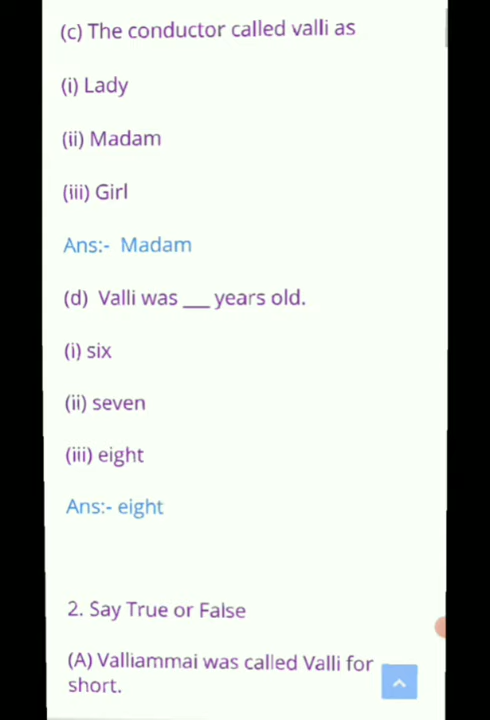 (c) The conductor called valli as
(i) Lady
(ii) Madam
(iii) Girl
Ans:-  Madam
(d)  Valli was ___ years old.
(i) six
(ii) seven
(iii) eight
Ans:- eight
2. Say True or False
(A) Valliammai was called Valli for
short.